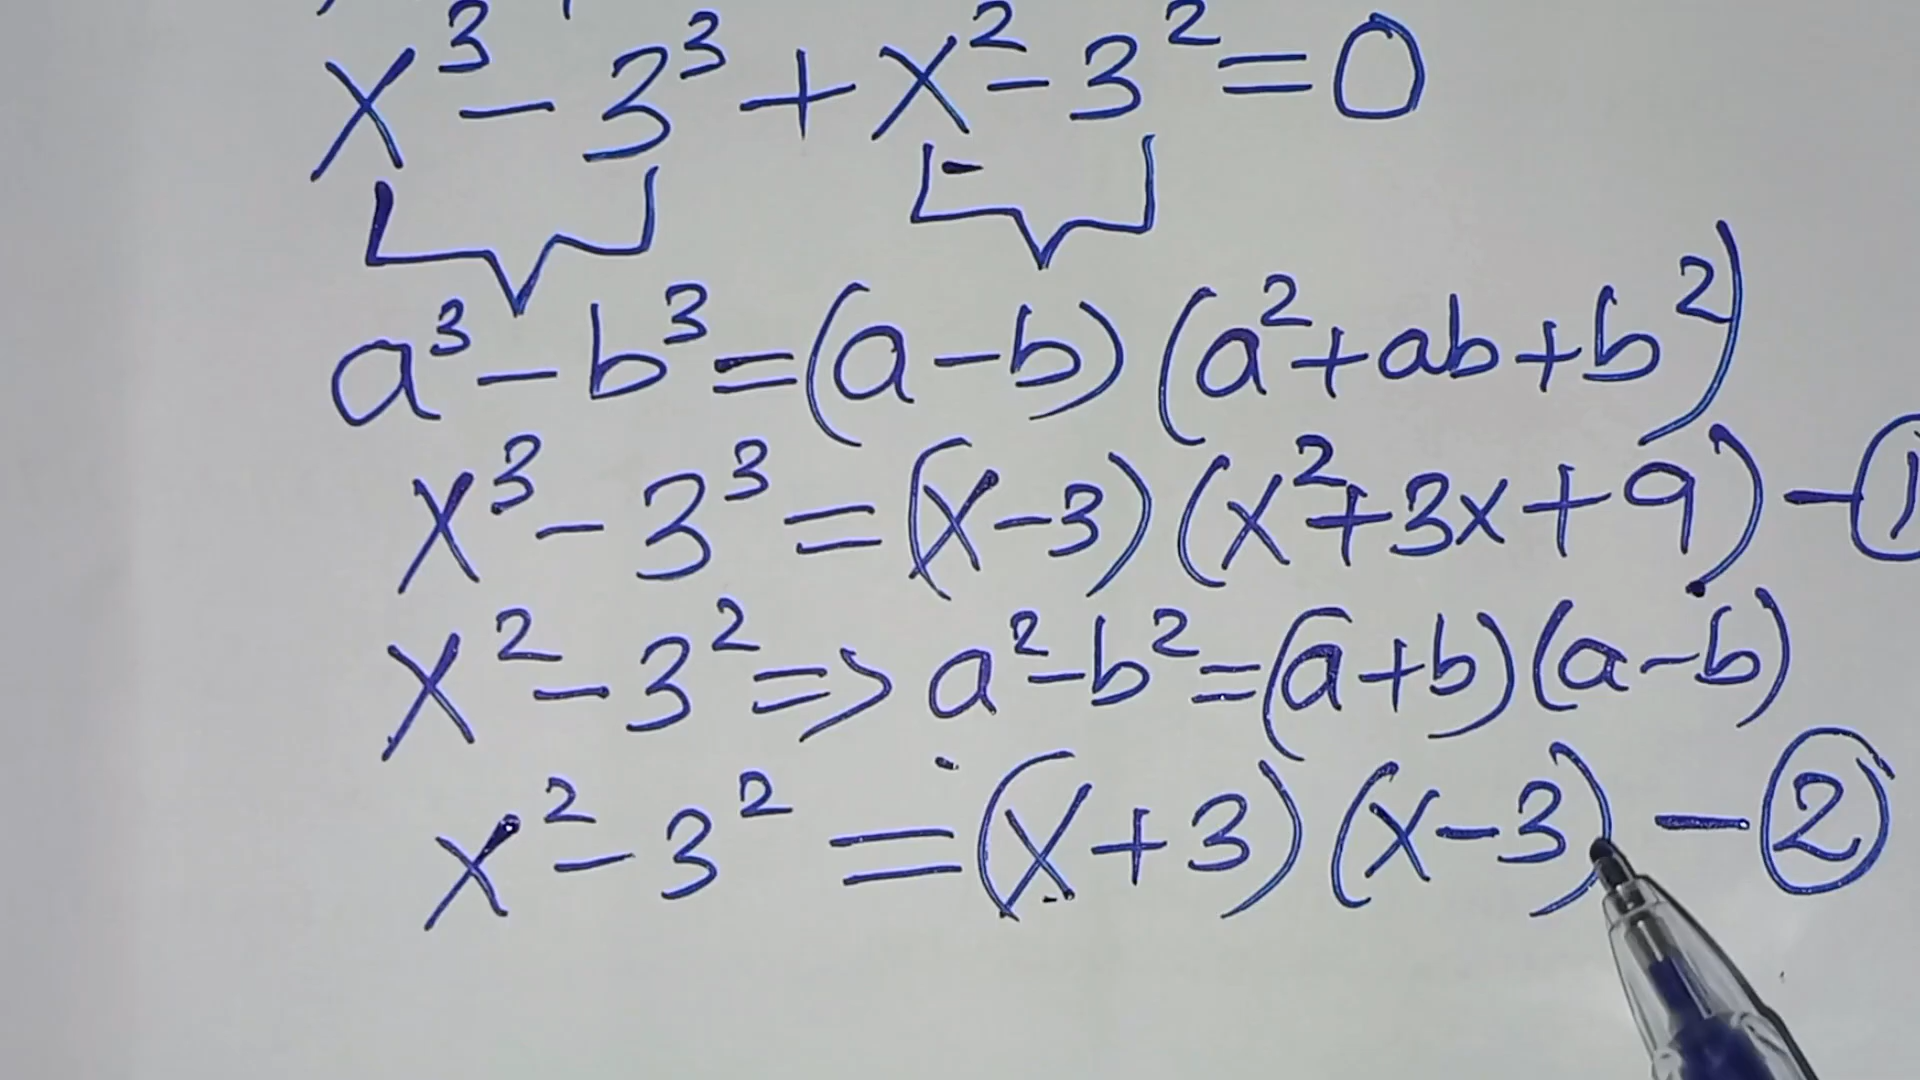 x³ - 3³ + x² - 3² = 0
a³ - b³ = (a - b) (a² + ab + b²)
x³ - 3³ = (x - 3) (x² + 3x + 9) - ①
x² - 3² => a² - b² = (a + b) (a - b)
x² - 3² = (x + 3) (x - 3) - ②